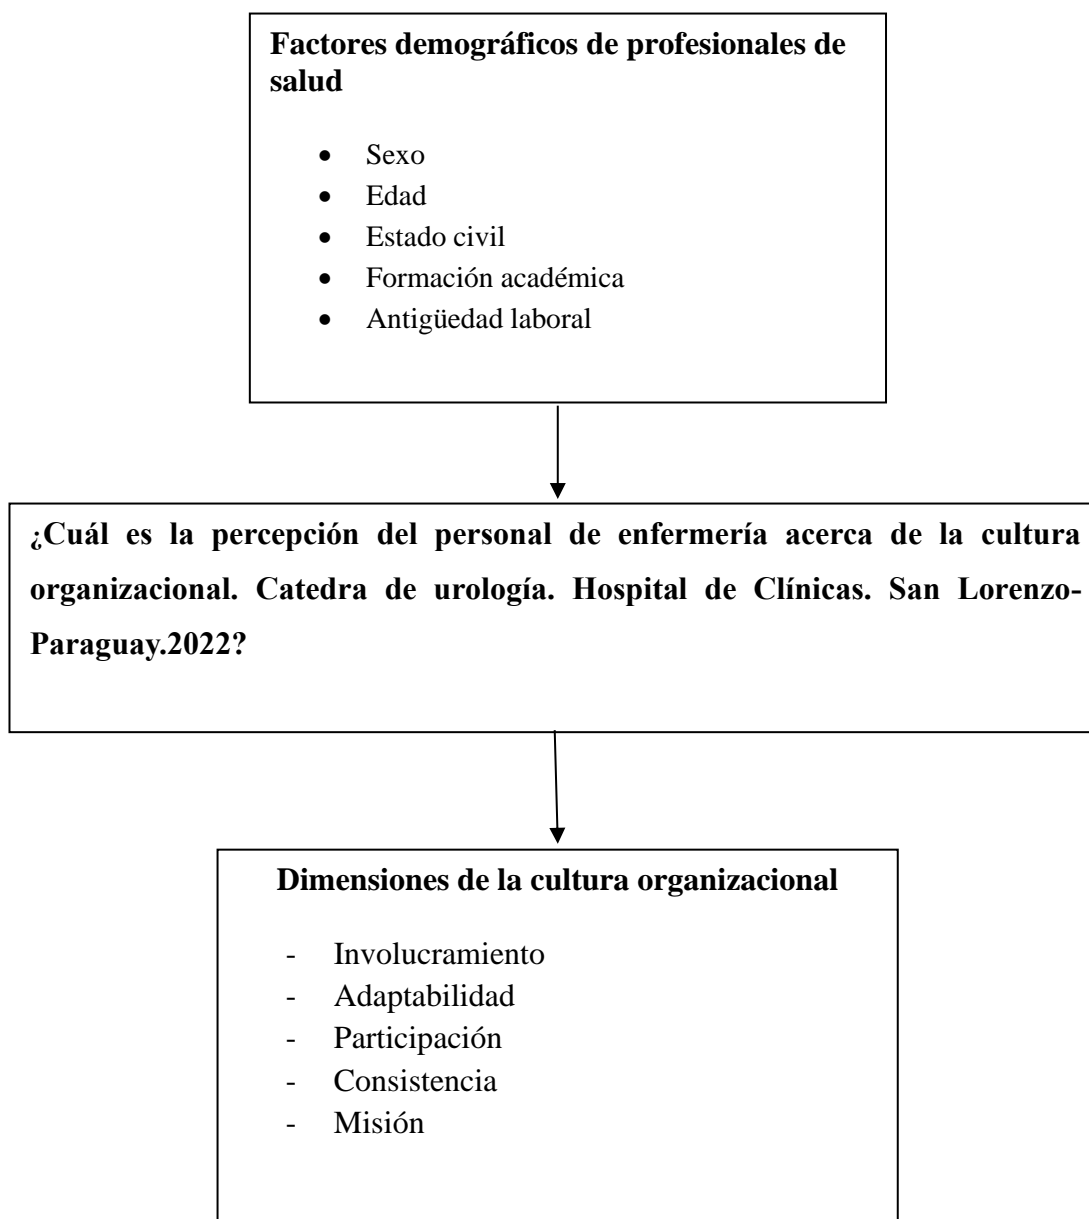 Factores demográficos de profesionales de
salud
• Sexo
• Edad
• Estado civil
• Formación académica
• Antigüedad laboral
¿Cuál es la percepción del personal de enfermería acerca de la cultura
organizacional. Catedra de urología. Hospital de Clínicas. San Lorenzo-
Paraguay.2022?
Dimensiones de la cultura organizacional
- Involucramiento
- Adaptabilidad
- Participación
- Consistencia
- Misión